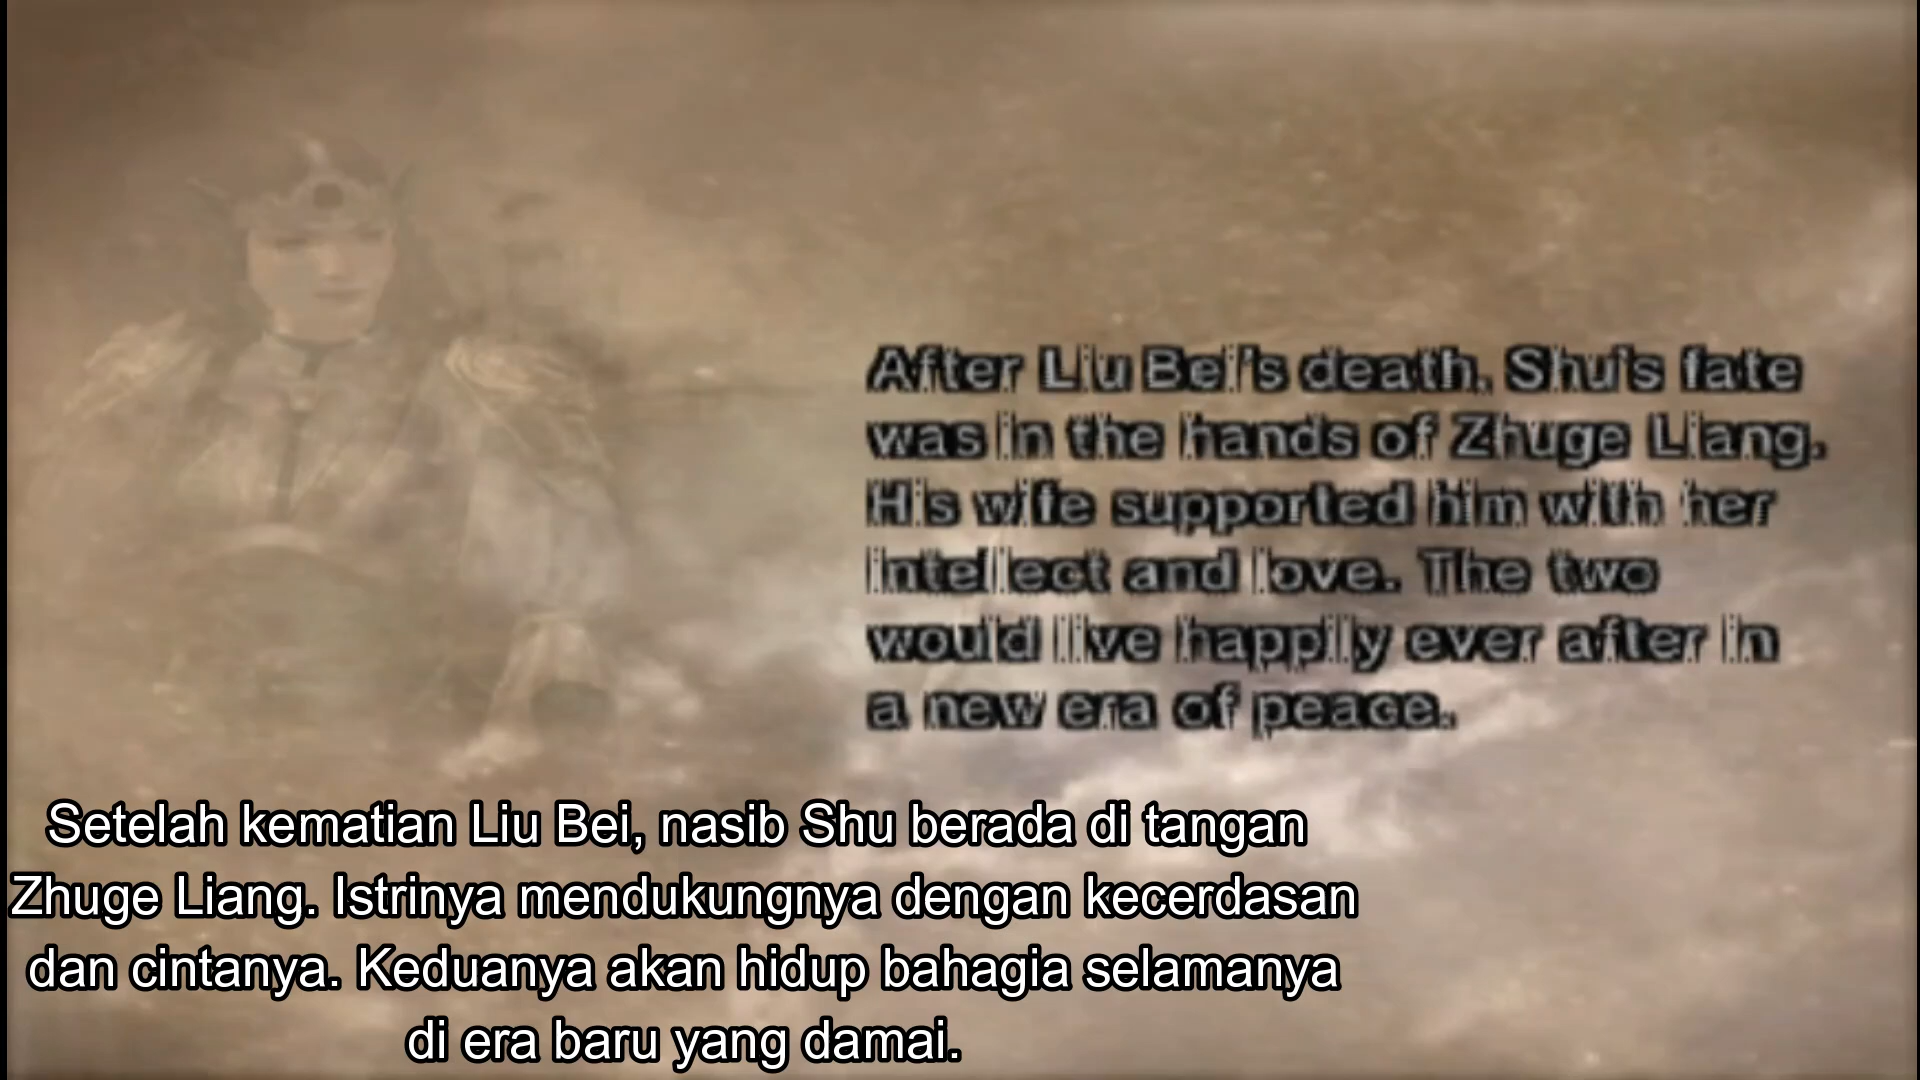 After Liu Bei's death. Shu's fate
was in the hands of Zhuge Liang.
His wife supported him with her
intellect and love. The two
would live happily ever after in
a new era of peace.
Setelah kematian Liu Bei, nasib Shu berada di tangan
Zhuge Liang. Istrinya mendukungnya dengan kecerdasan
dan cintanya. Keduanya akan hidup bahagia selamanya
di era baru yang damai.